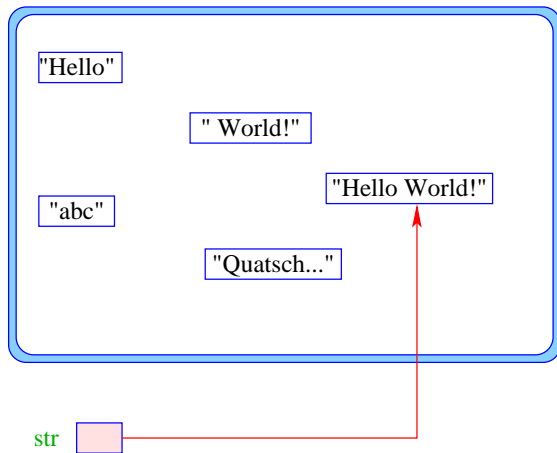 "Hello"
" World!"
"Hello World!"
"abc"
"Quatsch..."
str